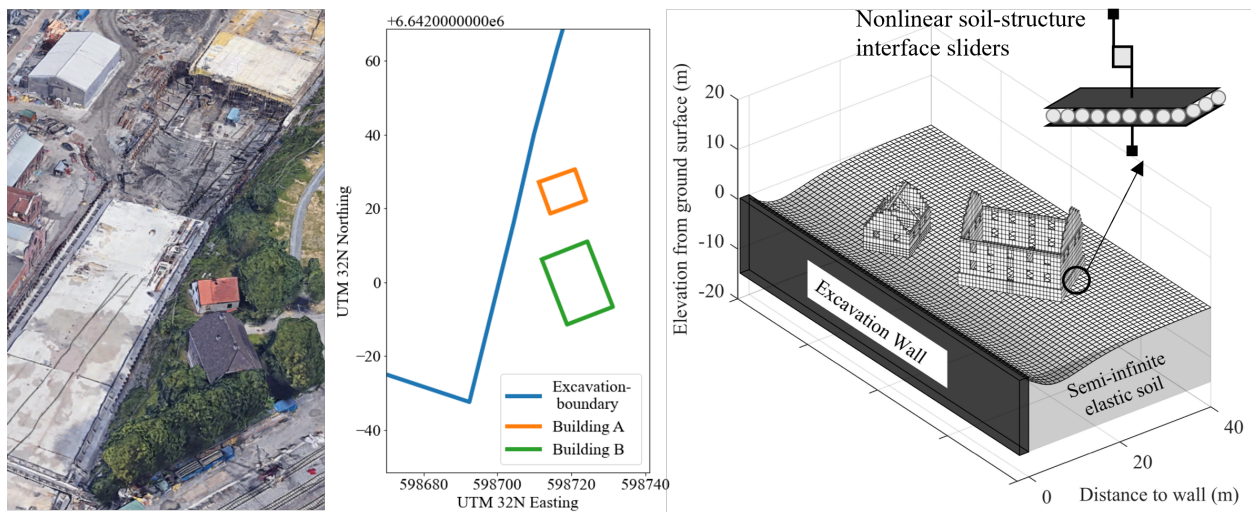 +6.6420000000e6
60
40
20
0
−20
−40
UTM 32N Northing
598680
598700
598720
598740
UTM 32N Easting
Excavation-
boundary
Building A
Building B
Nonlinear soil-structure
interface sliders
Elevation from ground surface (m)
20
10
0
-10
-20
Excavation Wall
Semi-infinite
elastic soil
0
20
40
Distance to wall (m)